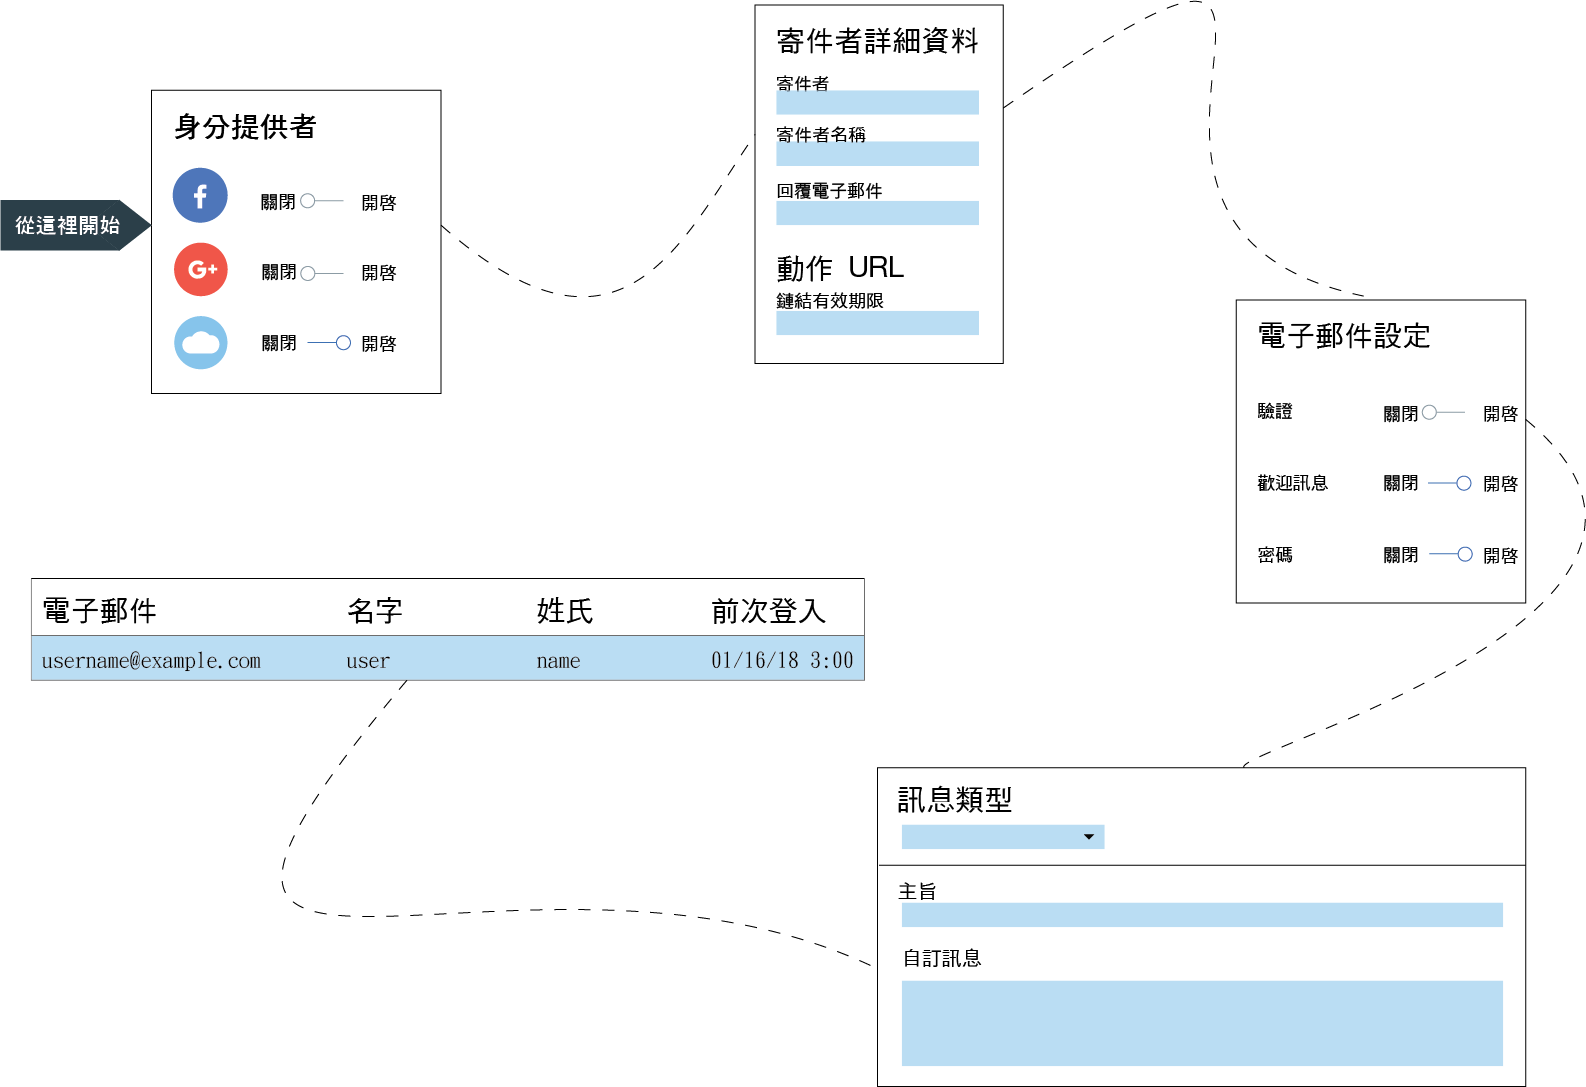 從這裡開始
身分提供者
關閉 開啓
G+
關閉 開啓
關閉 開啓
寄件者詳細資料
寄件者
寄件者名稱
回覆電子郵件
動作 URL
鏈結有效期限
電子郵件設定
驗證 關閉 開啓
歡迎訊息 關閉 開啓
密碼 關閉 開啓
電子郵件 名字 姓氏 前次登入
username@example.com user name 01/16/18 3:00
訊息類型
主旨
自訂訊息